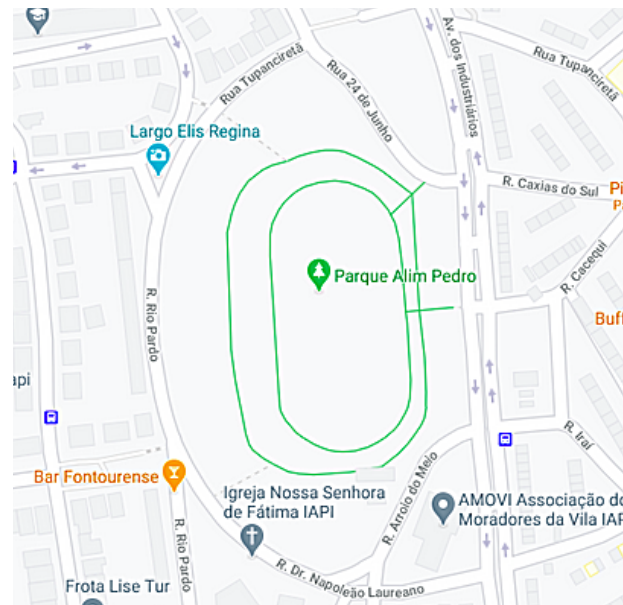 Rua Tupanciretã
Rua 24 de Junho
Av. dos Industriários
Rua Tupanciretã
Largo Elis Regina
R. Caxias do Sul
Pi
Pa
R. Cacequi
Parque Alim Pedro
R. Rio Pardo
Buff
api
R. Iraí
R. Arroio do Meio
Bar Fontourense
Igreja Nossa Senhora
de Fátima IAPI
AMOVI Associação do
Moradores da Vila IAP
R. Rio Pardo
R. Dr. Napoleão Laureano
Frota Lise Tur